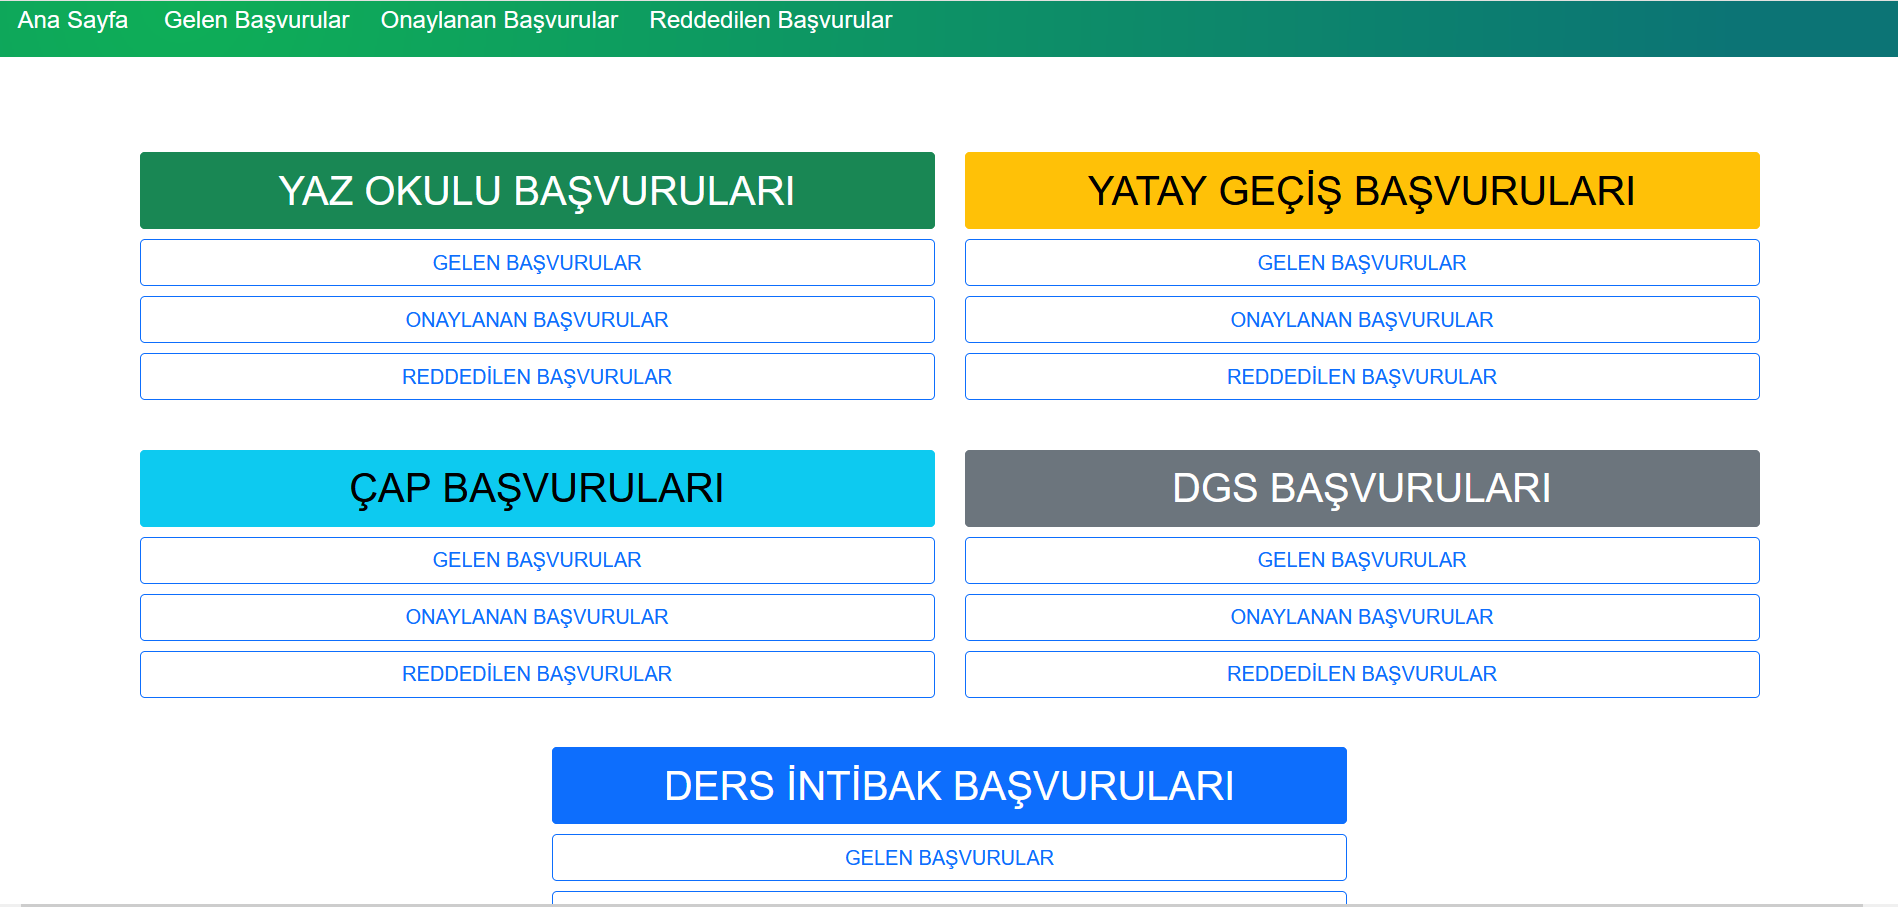 Ana Sayfa Gelen Başvurular Onaylanan Başvurular Reddedilen Başvurular
YAZ OKULU BAŞVURULARI
GELEN BAŞVURULAR
ONAYLANAN BAŞVURULAR
REDDEDİLEN BAŞVURULAR
YATAY GEÇİŞ BAŞVURULARI
GELEN BAŞVURULAR
ONAYLANAN BAŞVURULAR
REDDEDİLEN BAŞVURULAR
ÇAP BAŞVURULARI
GELEN BAŞVURULAR
ONAYLANAN BAŞVURULAR
REDDEDİLEN BAŞVURULAR
DGS BAŞVURULARI
GELEN BAŞVURULAR
ONAYLANAN BAŞVURULAR
REDDEDİLEN BAŞVURULAR
DERS İNTİBAK BAŞVURULARI
GELEN BAŞVURULAR